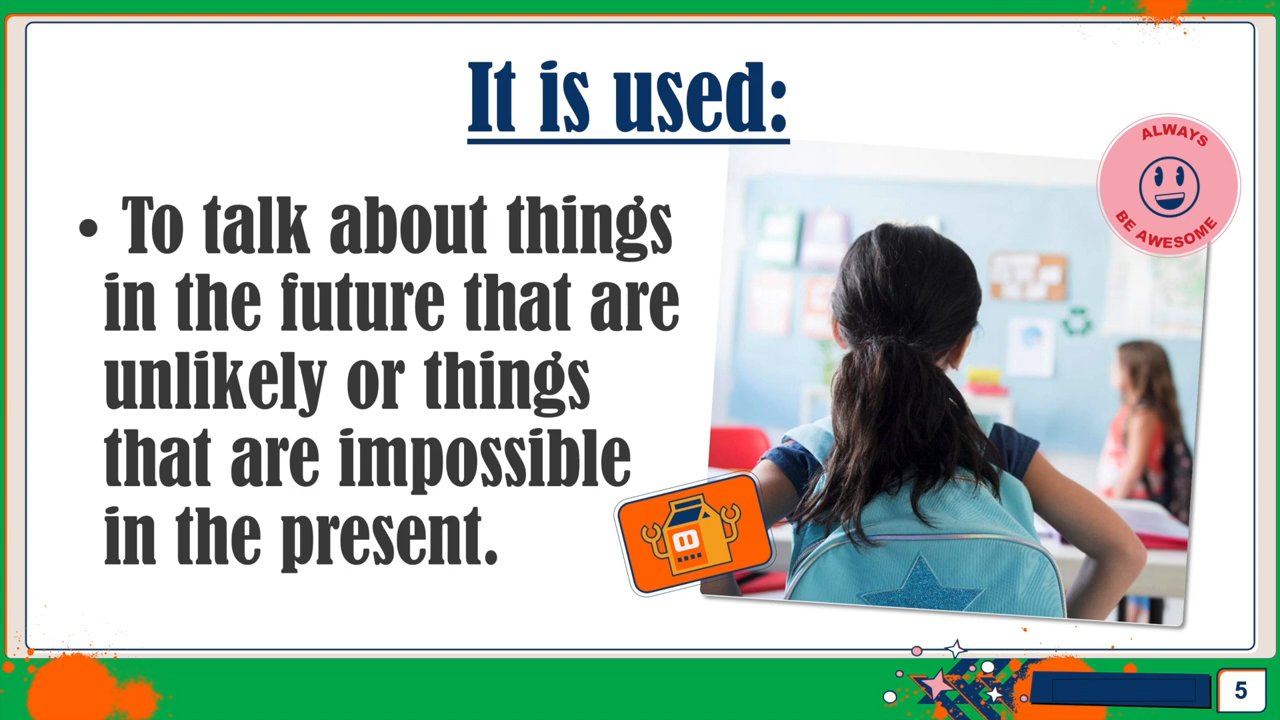 It is used:
• To talk about things
in the future that are
unlikely or things
that are impossible
in the present.
ALWAYS
BE AWESOME
5